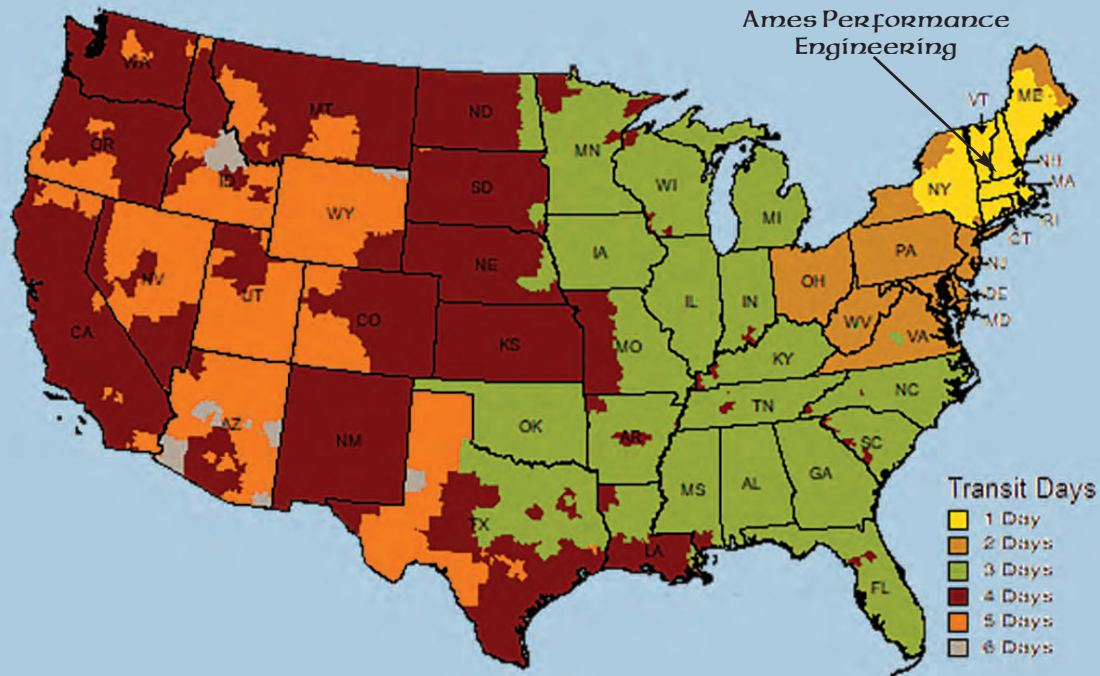 Ames Performance
Engineering
WA
MT
ND
MN
VT
ME
OR
ID
SD
WI
MI
NY
NH
MA
RI
CT
WY
IA
PA
NJ
NE
OH
DE
MD
NV
UT
CO
IL
IN
WV
VA
CA
KS
MO
KY
NC
AZ
NM
OK
AR
TN
SC
MS
AL
GA
TX
LA
FL
Transit Days
1 Day
2 Days
3 Days
4 Days
5 Days
6 Days